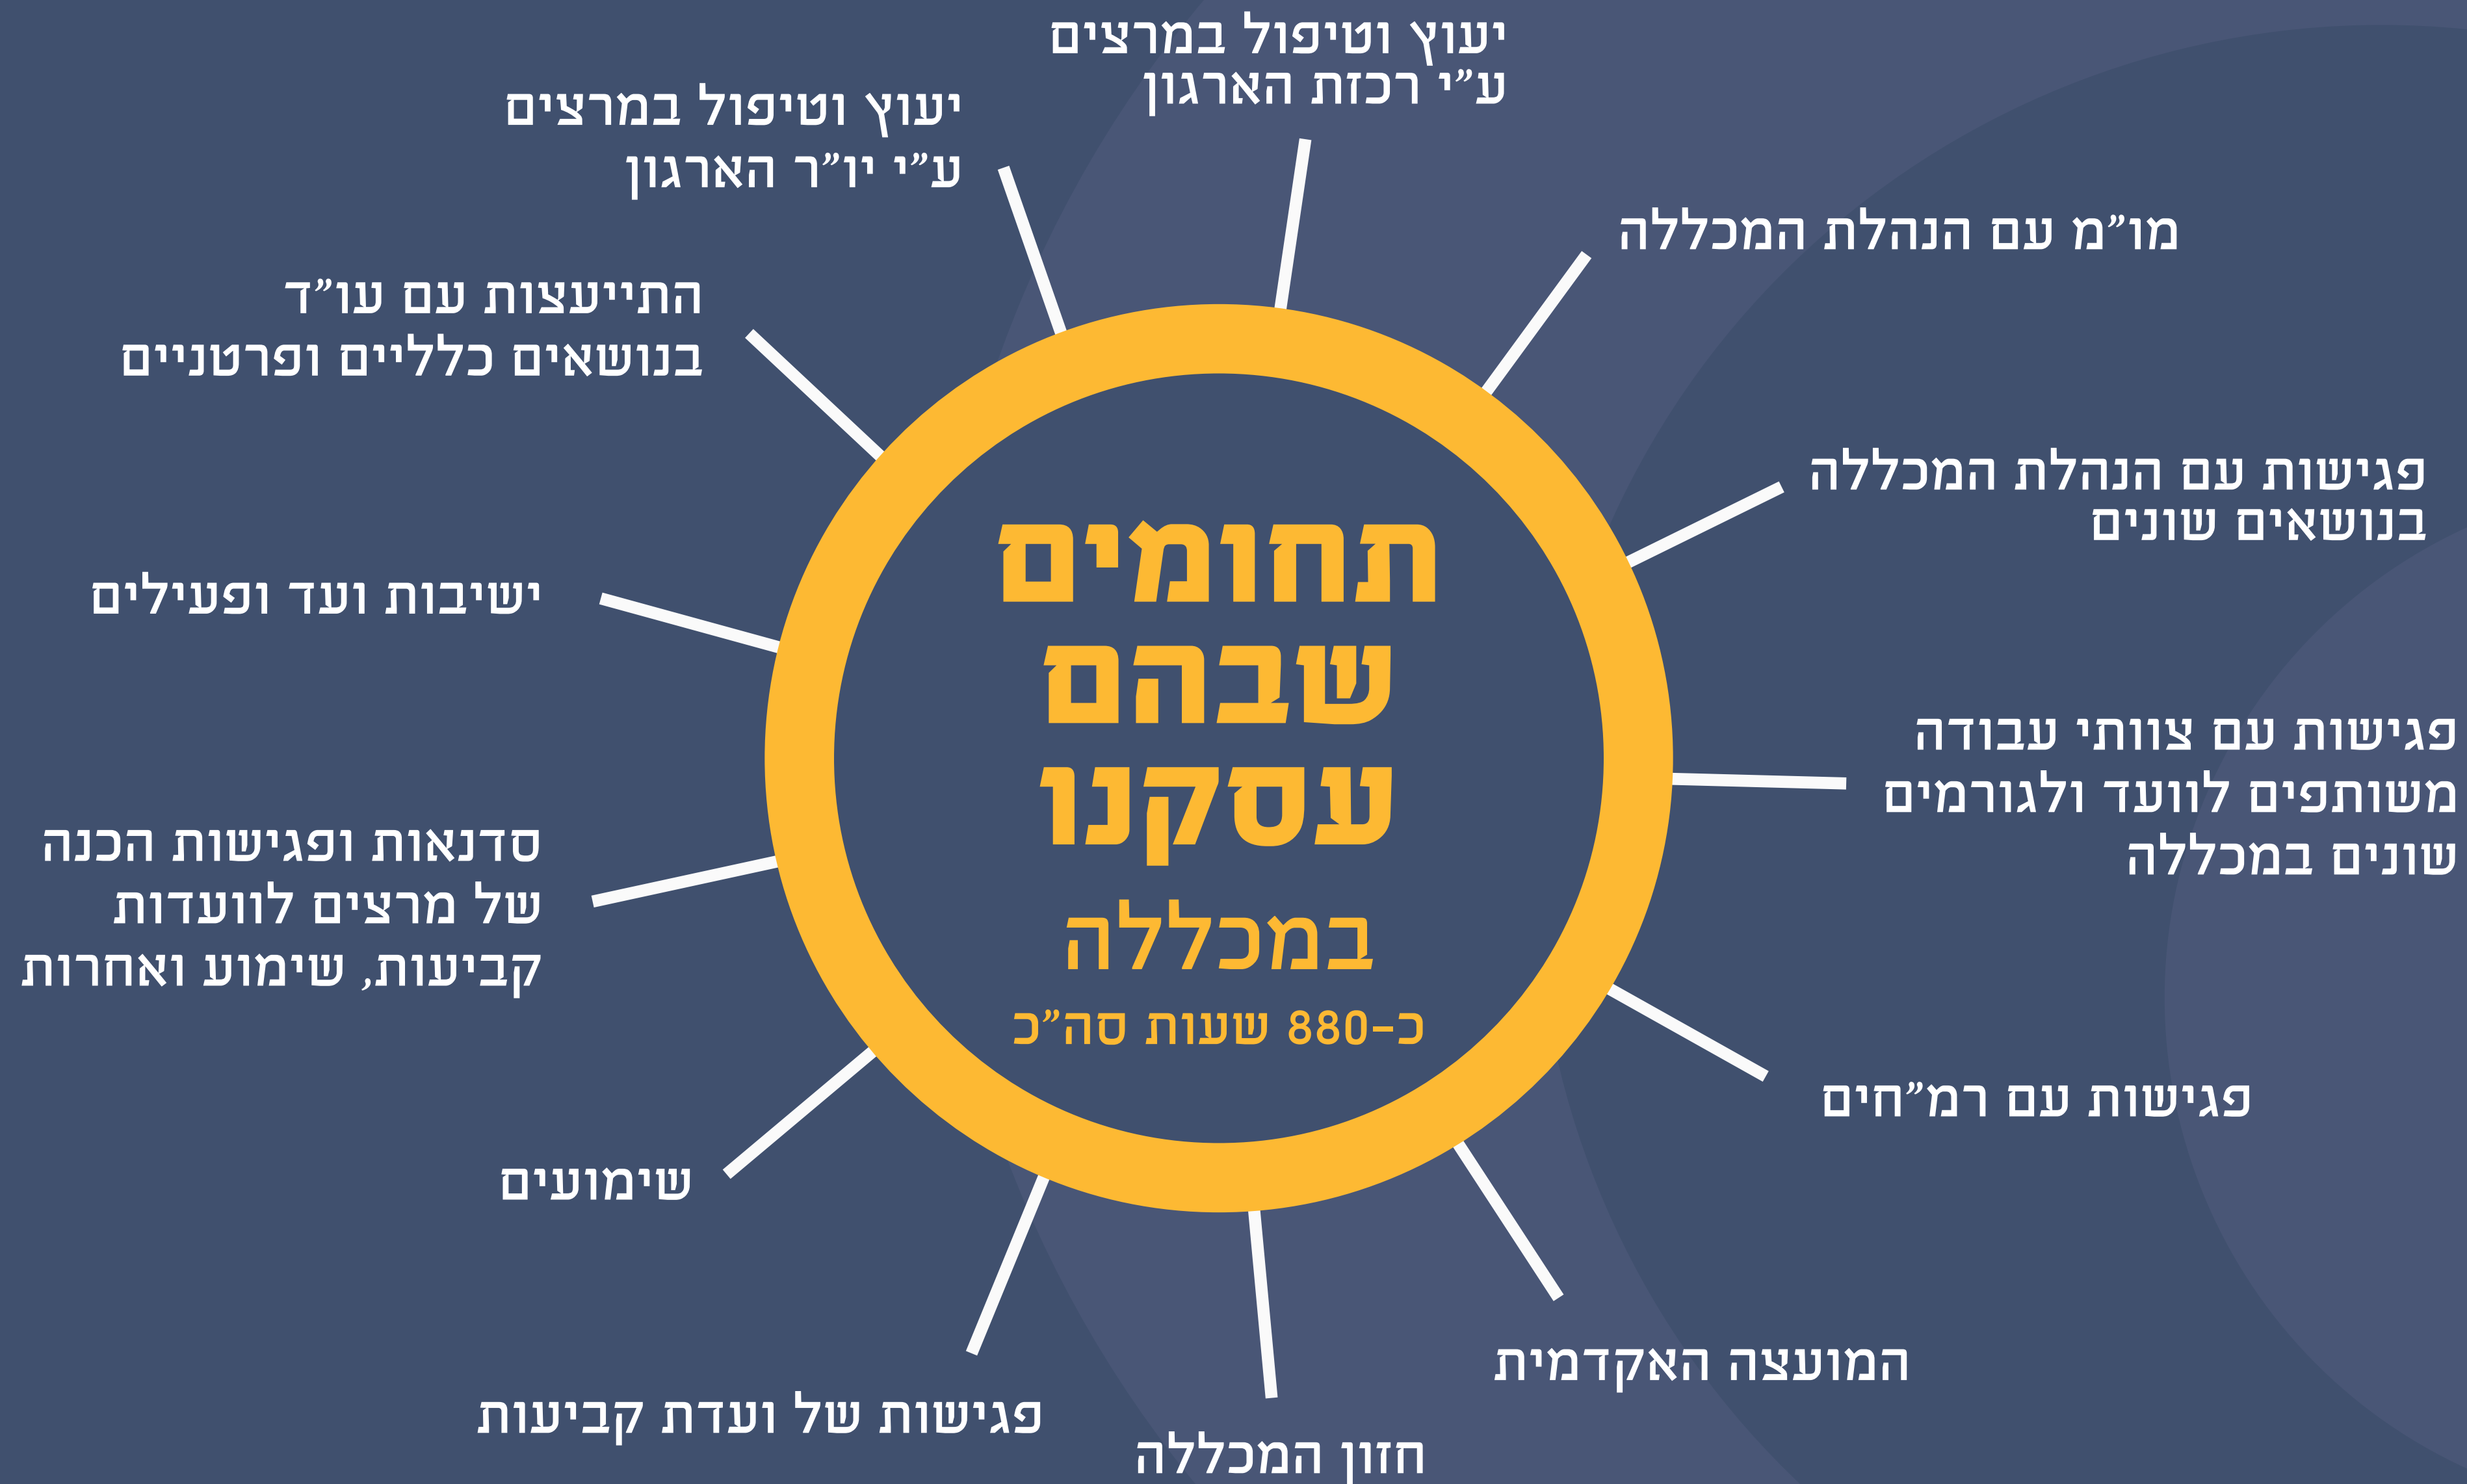 תחומים
שבהם
עסקנו
במכללה
כ-880 שעות סה"כ
יעוץ וטיפול במרצים
ע"י רכזת הארגון
מו"מ עם הנהלת המכללה
פגישות עם הנהלת המכללה
בנושאים שונים
פגישות עם צוותי עבודה
משותפים לוועד ולגורמים
שונים במכללה
פגישות עם רמ"חים
המועצה האקדמית
חזון המכללה
פגישות של ועדת קביעות
שימועים
סדנאות ופגישות הכנה
של מרצים לוועדות
קביעות, שימוע ואחרות
ישיבות ועד ופעילים
התייעצות עם עו"ד
בנושאים כלליים ופרטניים
יעוץ וטיפול במרצים
ע"י יו"ר הארגון